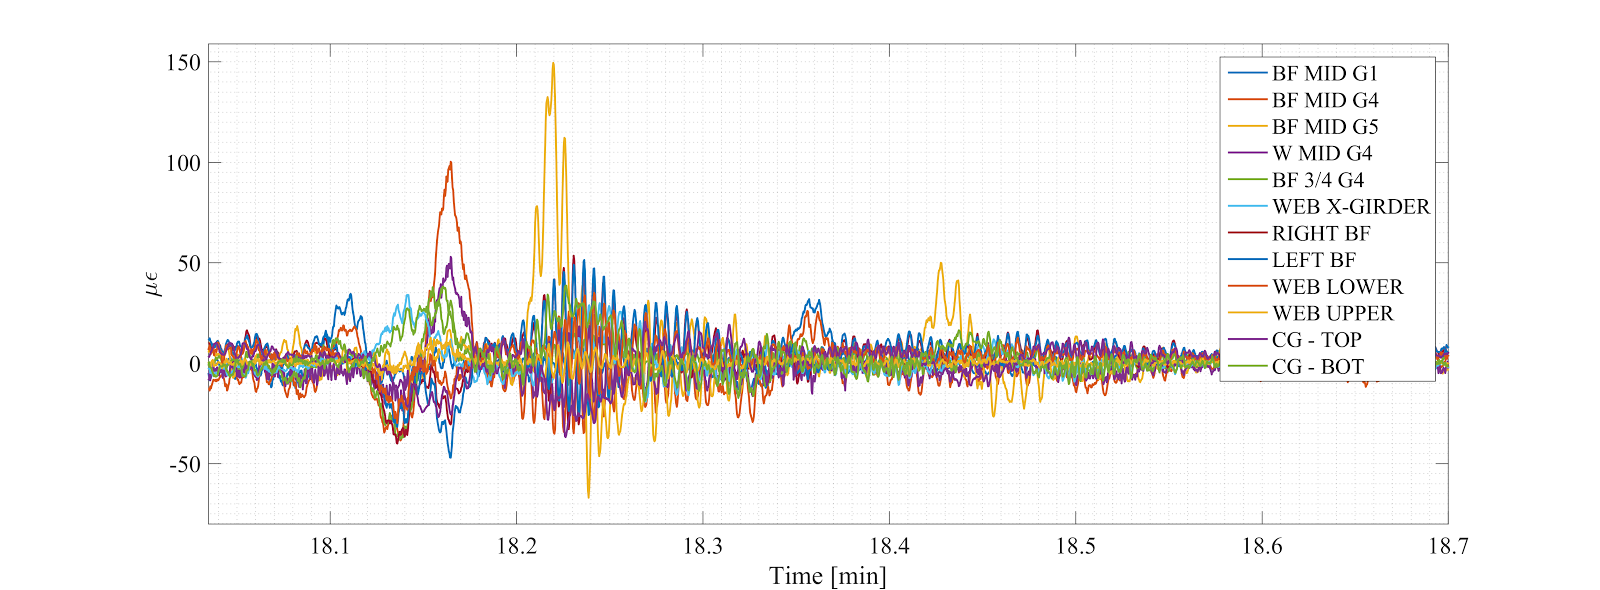 150
100
50
0
-50
με
18.1 18.2 18.3 18.4 18.5 18.6 18.7
Time [min]
BF MID G1
BF MID G4
BF MID G5
W MID G4
BF 3/4 G4
WEB X-GIRDER
RIGHT BF
LEFT BF
WEB LOWER
WEB UPPER
CG - TOP
CG - BOT